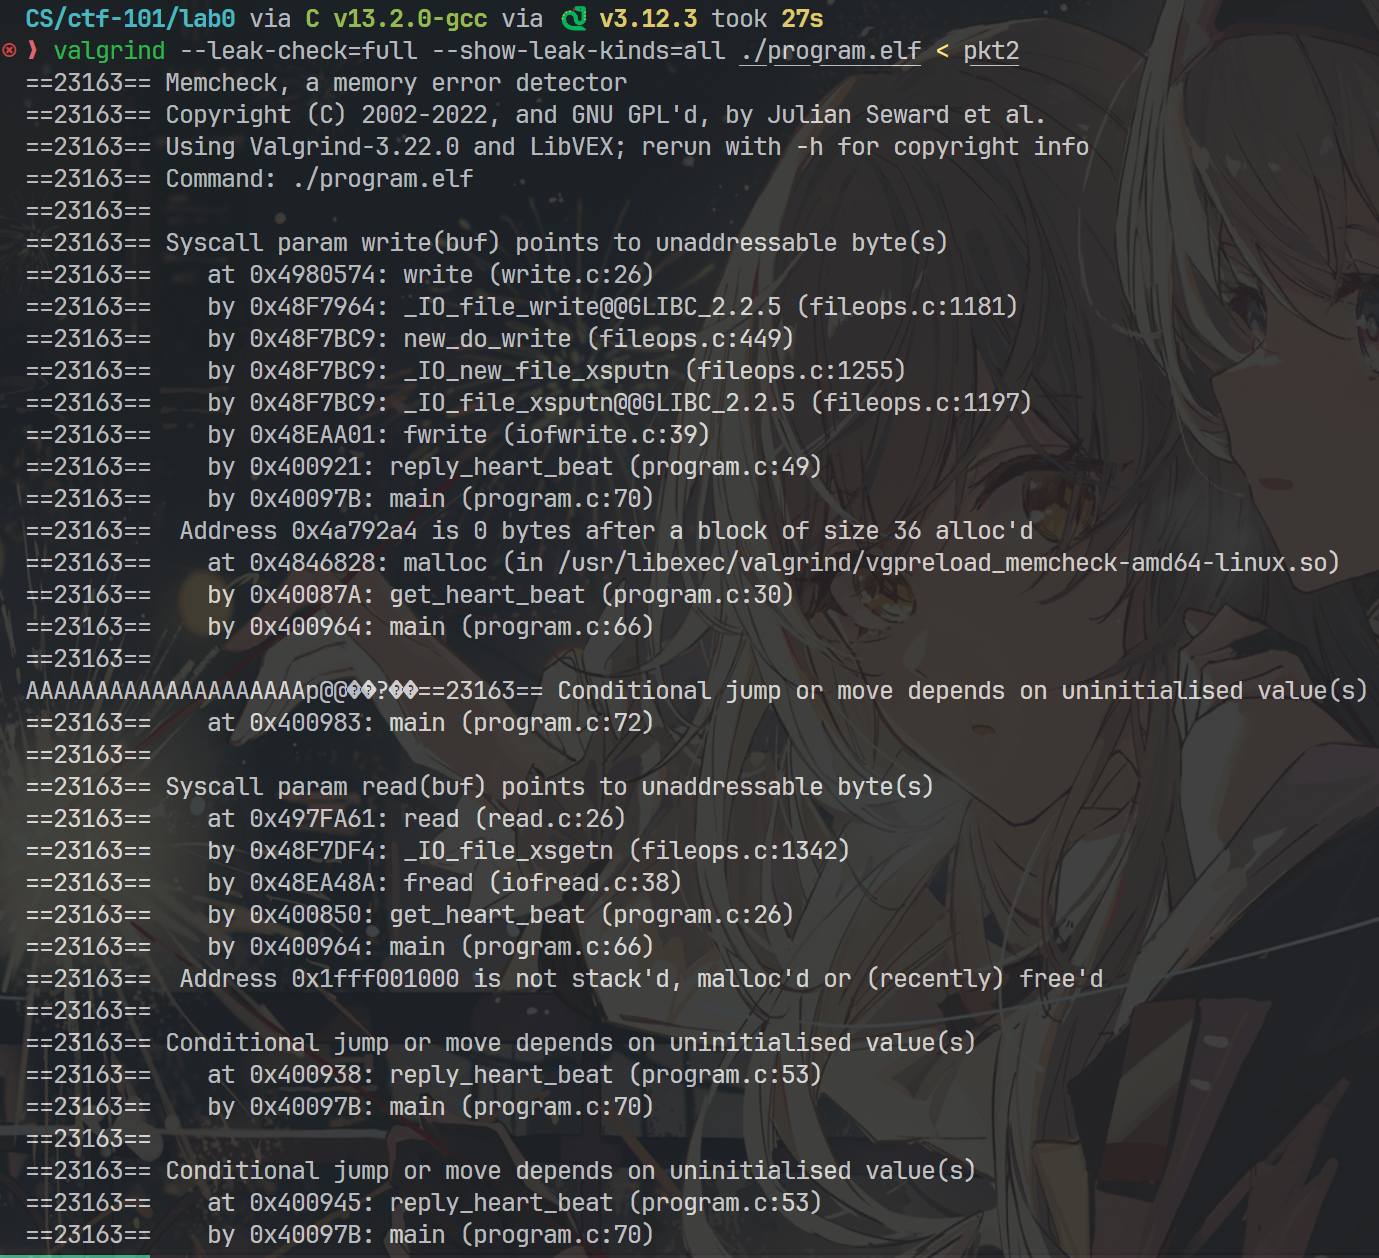 CS/ctf-101/lab0 via C v13.2.0-gcc via 🐍 v3.12.3 took 27s
⊗ ❯ valgrind --leak-check=full --show-leak-kinds=all ./program.elf < pkt2
==23163== Memcheck, a memory error detector
==23163== Copyright (C) 2002-2022, and GNU GPL'd, by Julian Seward et al.
==23163== Using Valgrind-3.22.0 and LibVEX; rerun with -h for copyright info
==23163== Command: ./program.elf
==23163==
==23163== Syscall param write(buf) points to unaddressable byte(s)
==23163==    at 0x4980574: write (write.c:26)
==23163==    by 0x48F7964: _IO_file_write@@GLIBC_2.2.5 (fileops.c:1181)
==23163==    by 0x48F7BC9: new_do_write (fileops.c:449)
==23163==    by 0x48F7BC9: _IO_new_file_xsputn (fileops.c:1255)
==23163==    by 0x48F7BC9: _IO_file_xsputn@@GLIBC_2.2.5 (fileops.c:1197)
==23163==    by 0x48EAA01: fwrite (iofwrite.c:39)
==23163==    by 0x400921: reply_heart_beat (program.c:49)
==23163==    by 0x40097B: main (program.c:70)
==23163==  Address 0x4a792a4 is 0 bytes after a block of size 36 alloc'd
==23163==    at 0x4846828: malloc (in /usr/libexec/valgrind/vgpreload_memcheck-amd64-linux.so)
==23163==    by 0x40087A: get_heart_beat (program.c:30)
==23163==    by 0x400964: main (program.c:66)
==23163==
AAAAAAAAAAAAAAAAAAAAp@@��?��==23163== Conditional jump or move depends on uninitialised value(s)
==23163==    at 0x400983: main (program.c:72)
==23163==
==23163== Syscall param read(buf) points to unaddressable byte(s)
==23163==    at 0x497FA61: read (read.c:26)
==23163==    by 0x48F7DF4: _IO_file_xsgetn (fileops.c:1342)
==23163==    by 0x48EA48A: fread (iofread.c:38)
==23163==    by 0x400850: get_heart_beat (program.c:26)
==23163==    by 0x400964: main (program.c:66)
==23163==  Address 0x1fff001000 is not stack'd, malloc'd or (recently) free'd
==23163==
==23163== Conditional jump or move depends on uninitialised value(s)
==23163==    at 0x400938: reply_heart_beat (program.c:53)
==23163==    by 0x40097B: main (program.c:70)
==23163==
==23163== Conditional jump or move depends on uninitialised value(s)
==23163==    at 0x400945: reply_heart_beat (program.c:53)
==23163==    by 0x40097B: main (program.c:70)